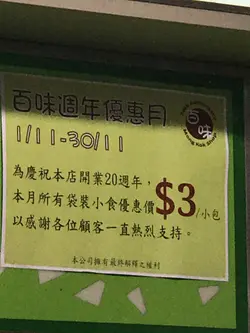 百味週年優惠月
1/11-30/11
百味
為慶祝本店開業20週年，
本月所有袋裝小食優惠價$3/小包
以感謝各位顧客一直熱烈支持。
本公司擁有最終解釋之權利